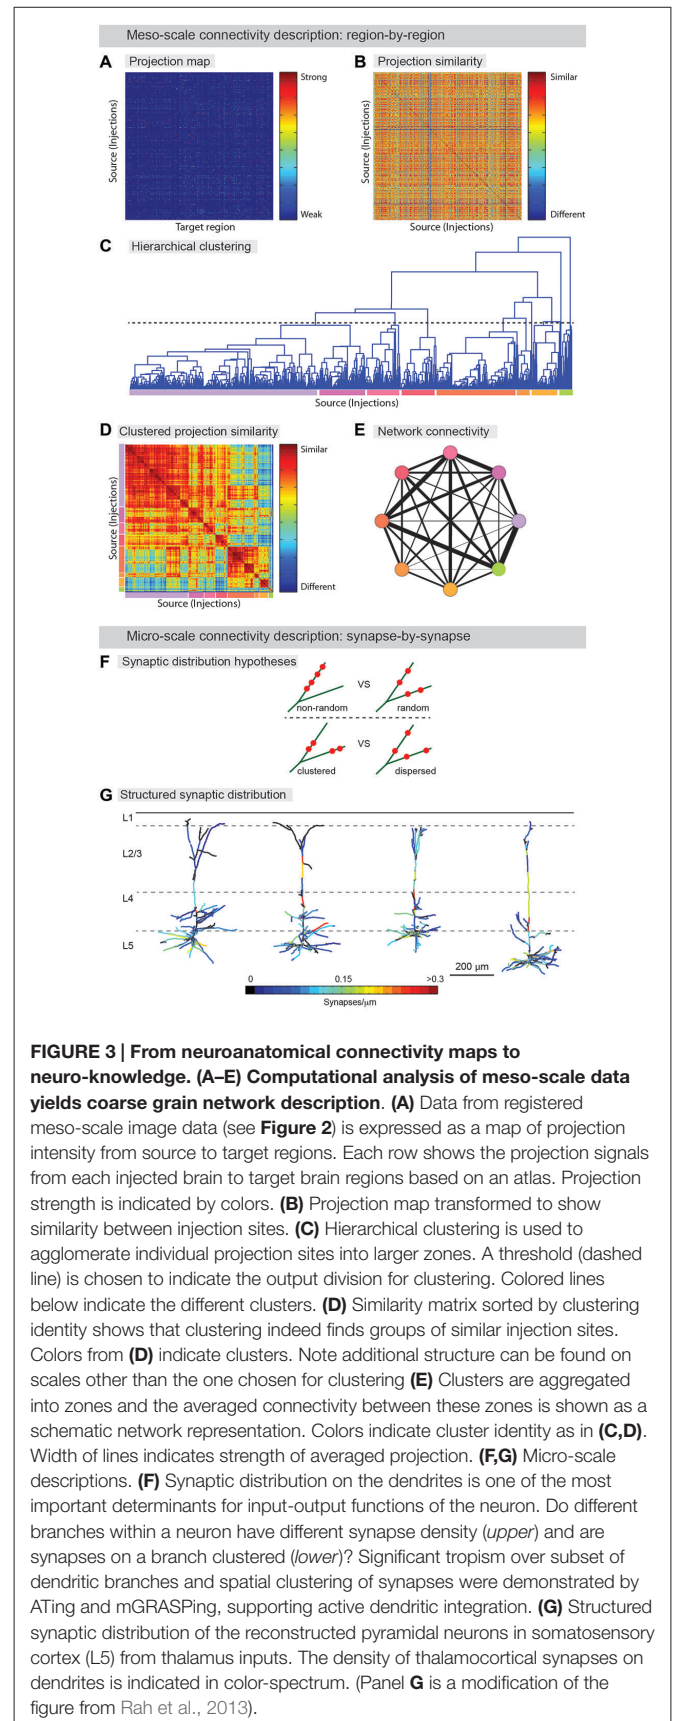 Meso-scale connectivity description: region-by-region
A Projection map
B Projection similarity
Strong
Weak
Source (Injections)
Target region
Similar
Different
Source (Injections)
Source (Injections)
C Hierarchical clustering
Source (Injections)
D Clustered projection similarity
E Network connectivity
Similar
Different
Source (Injections)
Source (Injections)
Micro-scale connectivity description: synapse-by-synapse
F Synaptic distribution hypotheses
non-random
VS
random
clustered
VS
dispersed
G Structured synaptic distribution
L1
L2/3
L4
L5
200 µm
0 0.15 >0.3
Synapses/µm
FIGURE 3 | From neuroanatomical connectivity maps to
neuro-knowledge. (A–E) Computational analysis of meso-scale data
yields coarse grain network description. (A) Data from registered
meso-scale image data (see Figure 2) is expressed as a map of projection
intensity from source to target regions. Each row shows the projection signals
from each injected brain to target brain regions based on an atlas. Projection
strength is indicated by colors. (B) Projection map transformed to show
similarity between injection sites. (C) Hierarchical clustering is used to
agglomerate individual projection sites into larger zones. A threshold (dashed
line) is chosen to indicate the output division for clustering. Colored lines
below indicate the different clusters. (D) Similarity matrix sorted by clustering
identity shows that clustering indeed finds groups of similar injection sites.
Colors from (D) indicate clusters. Note additional structure can be found on
scales other than the one chosen for clustering (E) Clusters are aggregated
into zones and the averaged connectivity between these zones is shown as a
schematic network representation. Colors indicate cluster identity as in (C,D).
Width of lines indicates strength of averaged projection. (F,G) Micro-scale
descriptions. (F) Synaptic distribution on the dendrites is one of the most
important determinants for input-output functions of the neuron. Do different
branches within a neuron have different synapse density (upper) and are
synapses on a branch clustered (lower)? Significant tropism over subset of
dendritic branches and spatial clustering of synapses were demonstrated by
ATing and mGRASPing, supporting active dendritic integration. (G) Structured
synaptic distribution of the reconstructed pyramidal neurons in somatosensory
cortex (L5) from thalamus inputs. The density of thalamocortical synapses on
dendrites is indicated in color-spectrum. (Panel G is a modification of the
figure from Rah et al., 2013).